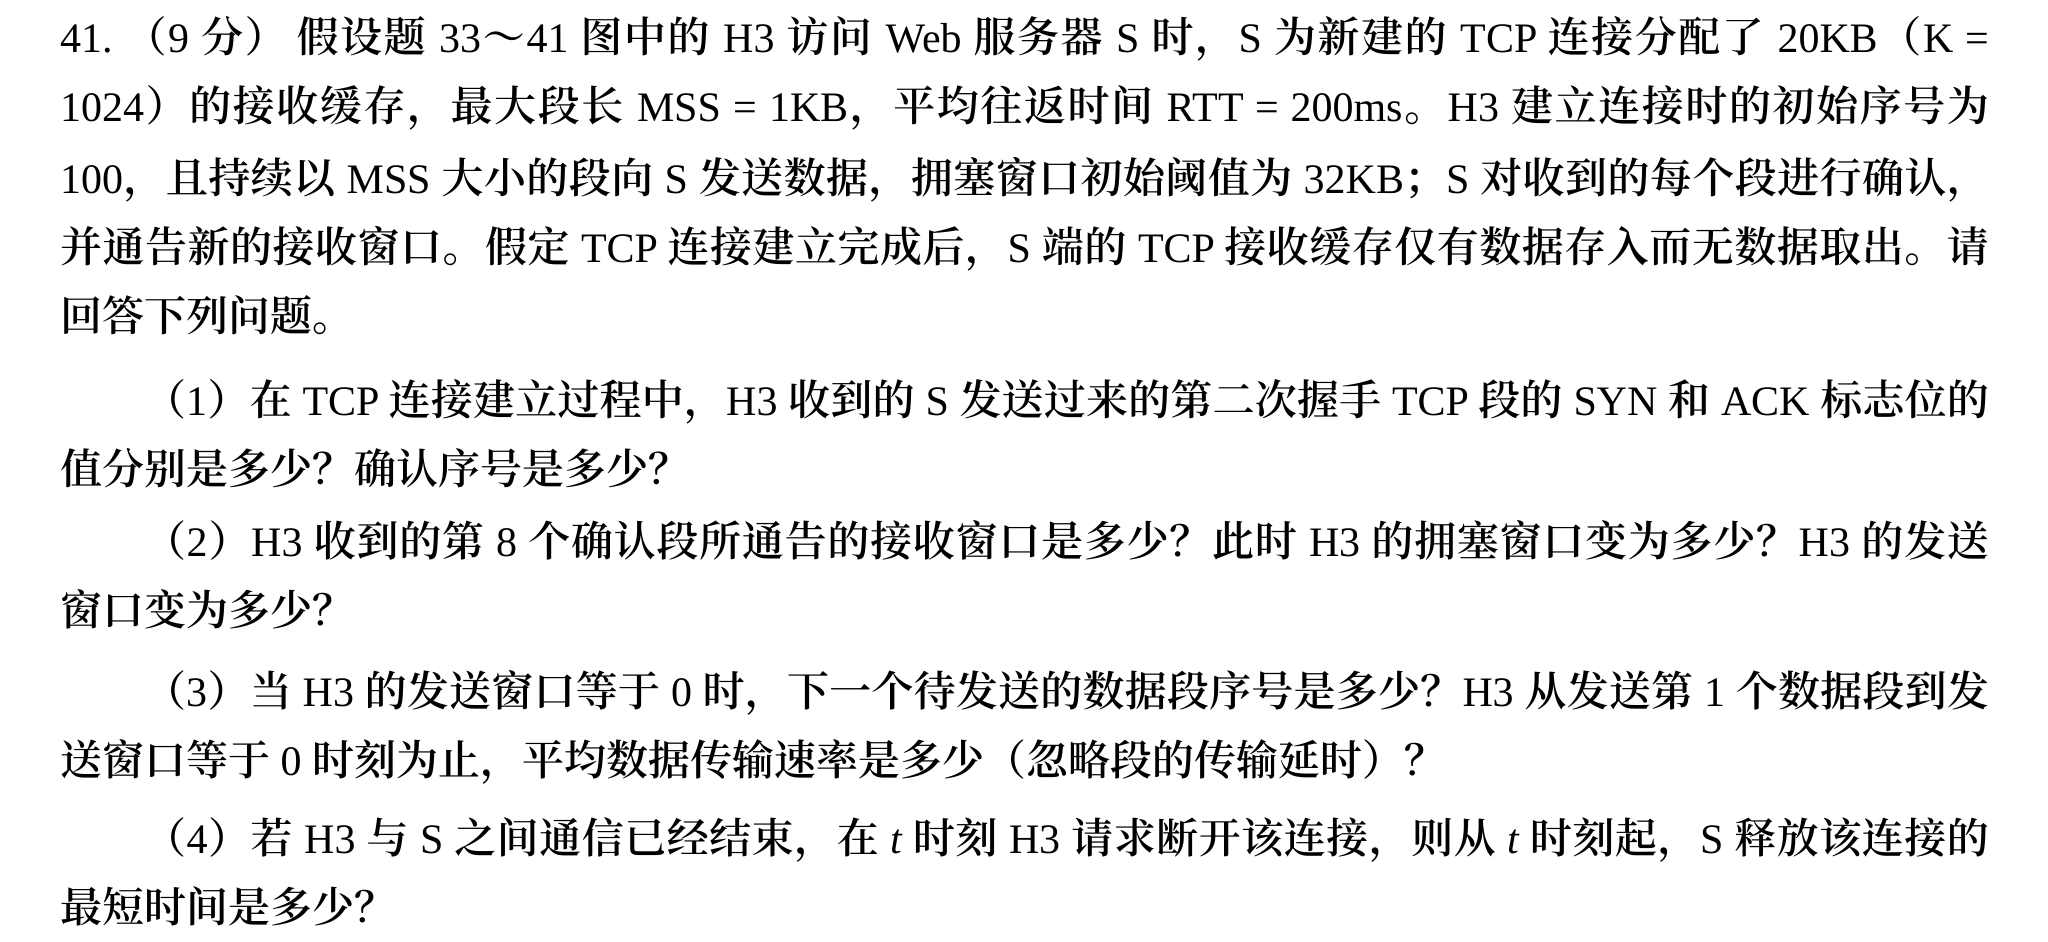 41. （9 分） 假设题 33～41 图中的 H3 访问 Web 服务器 S 时，S 为新建的 TCP 连接分配了 20KB（K =
1024）的接收缓存，最大段长 MSS = 1KB，平均往返时间 RTT = 200ms。H3 建立连接时的初始序号为
100，且持续以 MSS 大小的段向 S 发送数据，拥塞窗口初始阈值为 32KB；S 对收到的每个段进行确认，
并通告新的接收窗口。假定 TCP 连接建立完成后，S 端的 TCP 接收缓存仅有数据存入而无数据取出。请
回答下列问题。
（1）在 TCP 连接建立过程中，H3 收到的 S 发送过来的第二次握手 TCP 段的 SYN 和 ACK 标志位的
值分别是多少？确认序号是多少？
（2）H3 收到的第 8 个确认段所通告的接收窗口是多少？此时 H3 的拥塞窗口变为多少？H3 的发送
窗口变为多少？
（3）当 H3 的发送窗口等于 0 时，下一个待发送的数据段序号是多少？H3 从发送第 1 个数据段到发
送窗口等于 0 时刻为止，平均数据传输速率是多少（忽略段的传输延时）？
（4）若 H3 与 S 之间通信已经结束，在 t 时刻 H3 请求断开该连接，则从 t 时刻起，S 释放该连接的
最短时间是多少？